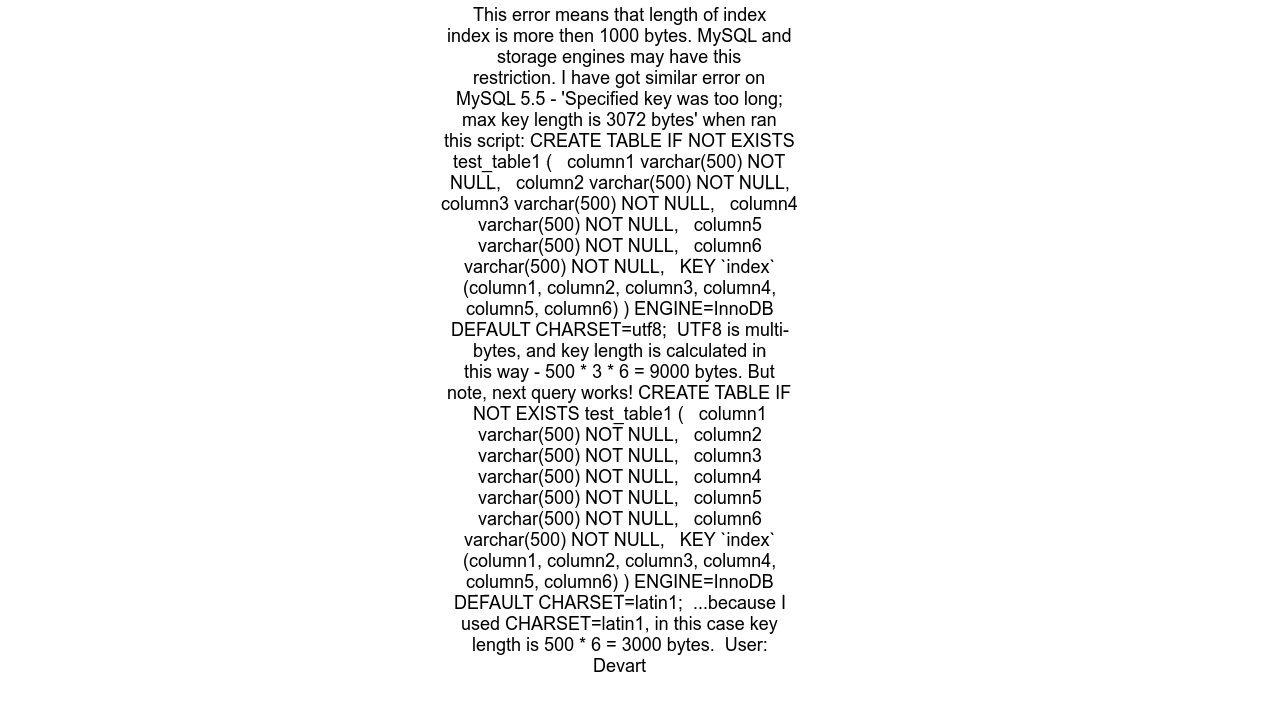 This error means that length of index
index is more then 1000 bytes. MySQL and
storage engines may have this
restriction. I have got similar error on
MySQL 5.5 - 'Specified key was too long;
max key length is 3072 bytes' when ran
this script: CREATE TABLE IF NOT EXISTS
test_table1 (   column1 varchar(500) NOT
NULL,   column2 varchar(500) NOT NULL,
column3 varchar(500) NOT NULL,   column4
varchar(500) NOT NULL,   column5
varchar(500) NOT NULL,   column6
varchar(500) NOT NULL,   KEY `index`
(column1, column2, column3, column4,
column5, column6) ) ENGINE=InnoDB
DEFAULT CHARSET=utf8;  UTF8 is multi-
bytes, and key length is calculated in
this way - 500 * 3 * 6 = 9000 bytes. But
note, next query works! CREATE TABLE IF
NOT EXISTS test_table1 (   column1
varchar(500) NOT NULL,   column2
varchar(500) NOT NULL,   column3
varchar(500) NOT NULL,   column4
varchar(500) NOT NULL,   column5
varchar(500) NOT NULL,   column6
varchar(500) NOT NULL,   KEY `index`
(column1, column2, column3, column4,
column5, column6) ) ENGINE=InnoDB
DEFAULT CHARSET=latin1;  ...because I
used CHARSET=latin1, in this case key
length is 500 * 6 = 3000 bytes.  User:
Devart